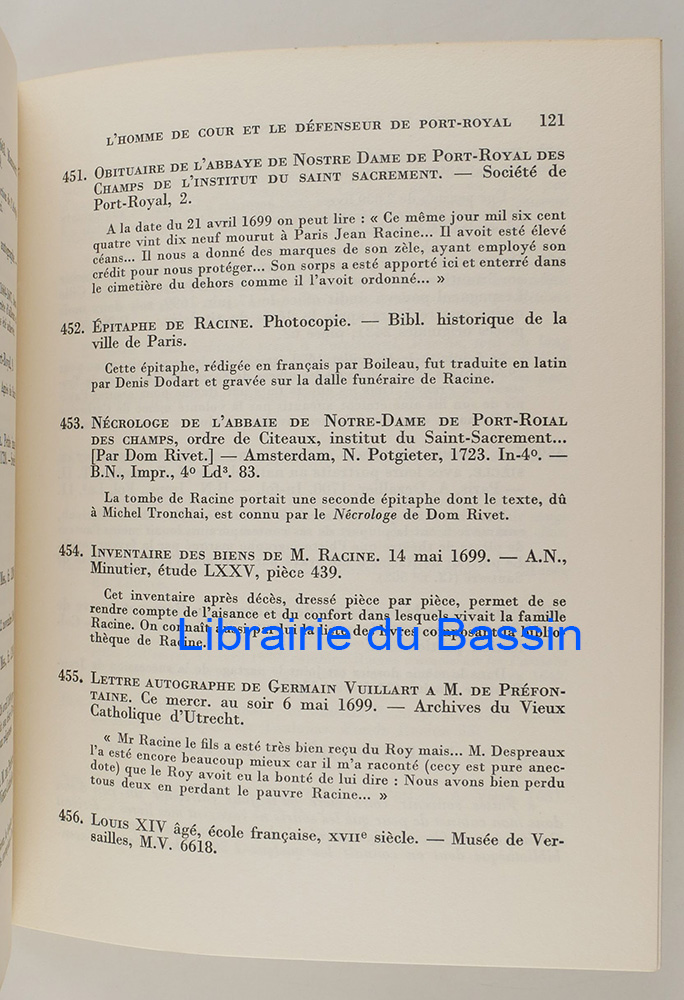 L'HOMME DE COUR ET LE DÉFENSEUR DE PORT-ROYAL 121
451. OBITUAIRE DE L'ABBAYE DE NOSTRE DAME DE PORT-ROYAL DES
CHAMPS DE L'INSTITUT DU SAINT SACREMENT. — Société de
Port-Royal, 2.
A la date du 21 avril 1699 on peut lire : « Ce même jour mil six cent
quatre vint dix neuf mourut à Paris Jean Racine... Il avoit esté élevé
céans... Il nous a donné des marques de son zèle, ayant employé son
crédit pour nous protéger... Son sorps a esté apporté ici et enterré dans
le cimetière du dehors comme il l'avoit ordonné... »
452. ÉPITAPHE DE RACINE. Photocopie. — Bibl. historique de la
ville de Paris.
Cette épitaphe, rédigée en français par Boileau, fut traduite en latin
par Denis Dodart et gravée sur la dalle funéraire de Racine.
453. NÉCROLOGE DE L'ABBAIE DE NOTRE-DAME DE PORT-ROIAL
DES CHAMPS, ordre de Citeaux, institut du Saint-Sacrement...
[Par Dom Rivet.] — Amsterdam, N. Potgieter, 1723. In-4º. —
B.N., Impr., 4º Ld³. 83.
La tombe de Racine portait une seconde épitaphe dont le texte, dû
à Michel Tronchai, est connu par le Nécrologe de Dom Rivet.
454. INVENTAIRE DES BIENS DE M. RACINE. 14 mai 1699. — A.N.,
Minutier, étude LXXV, pièce 439.
Cet inventaire après décès, dressé pièce par pièce, permet de se
rendre compte de l'aisance et du confort dans lesquels vivait la famille
Racine. On connaît aussi par lui la liste des livres composant la biblio-
thèque de Racine.
Librairie du Bassin
455. LETTRE AUTOGRAPHE DE GERMAIN VUILLART A M. DE PRÉFON-
TAINE. Ce mercr. au soir 6 mai 1699. — Archives du Vieux
Catholique d'Utrecht.
« Mr Racine le fils a esté très bien reçu du Roy mais... M. Despreaux
l'a esté encore beaucoup mieux car il m'a raconté (cecy est pure anec-
dote) que le Roy avoit eu la bonté de lui dire : Nous avons bien perdu
tous deux en perdant le pauvre Racine... »
456. LOUIS XIV âgé, école française, XVIIe siècle. — Musée de Ver-
sailles, M.V. 6618.